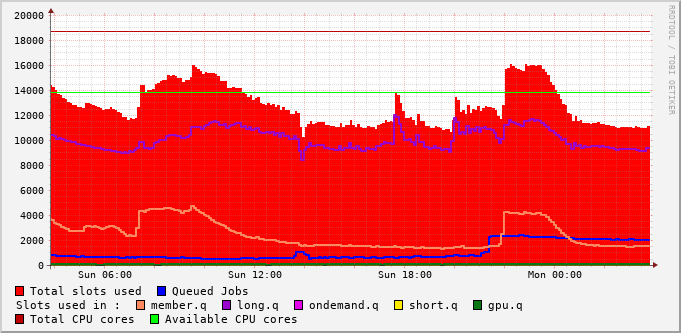 20000
18000
16000
14000
12000
10000
8000
6000
4000
2000
0
Sun 06:00 Sun 12:00 Sun 18:00 Mon 00:00
Total slots used Queued Jobs
Slots used in : member.q long.q ondemand.q short.q gpu.q
Total CPU cores Available CPU cores
RRDTOOL / TOBI OETIKER